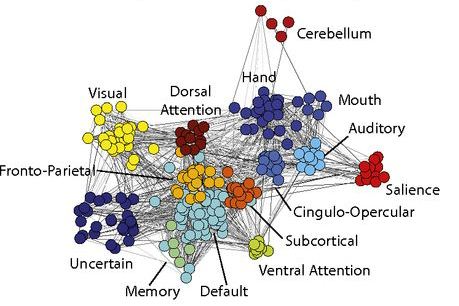 Cerebellum
Hand
Visual
Dorsal
Attention
Mouth
Auditory
Fronto-Parietal
Salience
Cingulo-Opercular
Subcortical
Uncertain
Ventral Attention
Memory
Default